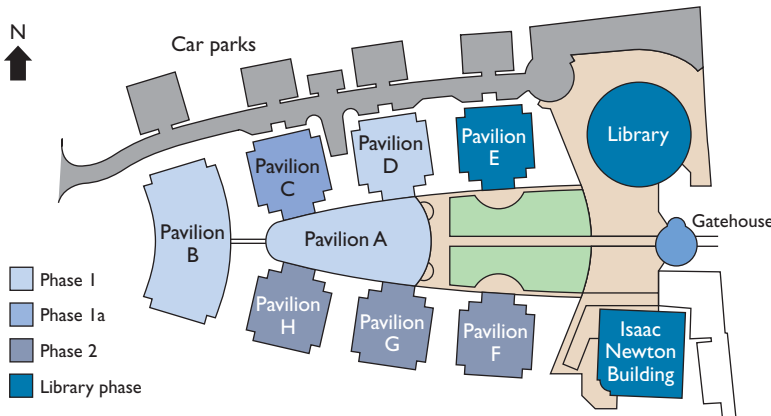 N
Car parks
Pavilion
C
Pavilion
D
Pavilion
E
Library
Pavilion
B
Pavilion A
Gatehouse
Pavilion
H
Pavilion
G
Pavilion
F
Isaac
Newton
Building
Phase 1
Phase 1a
Phase 2
Library phase